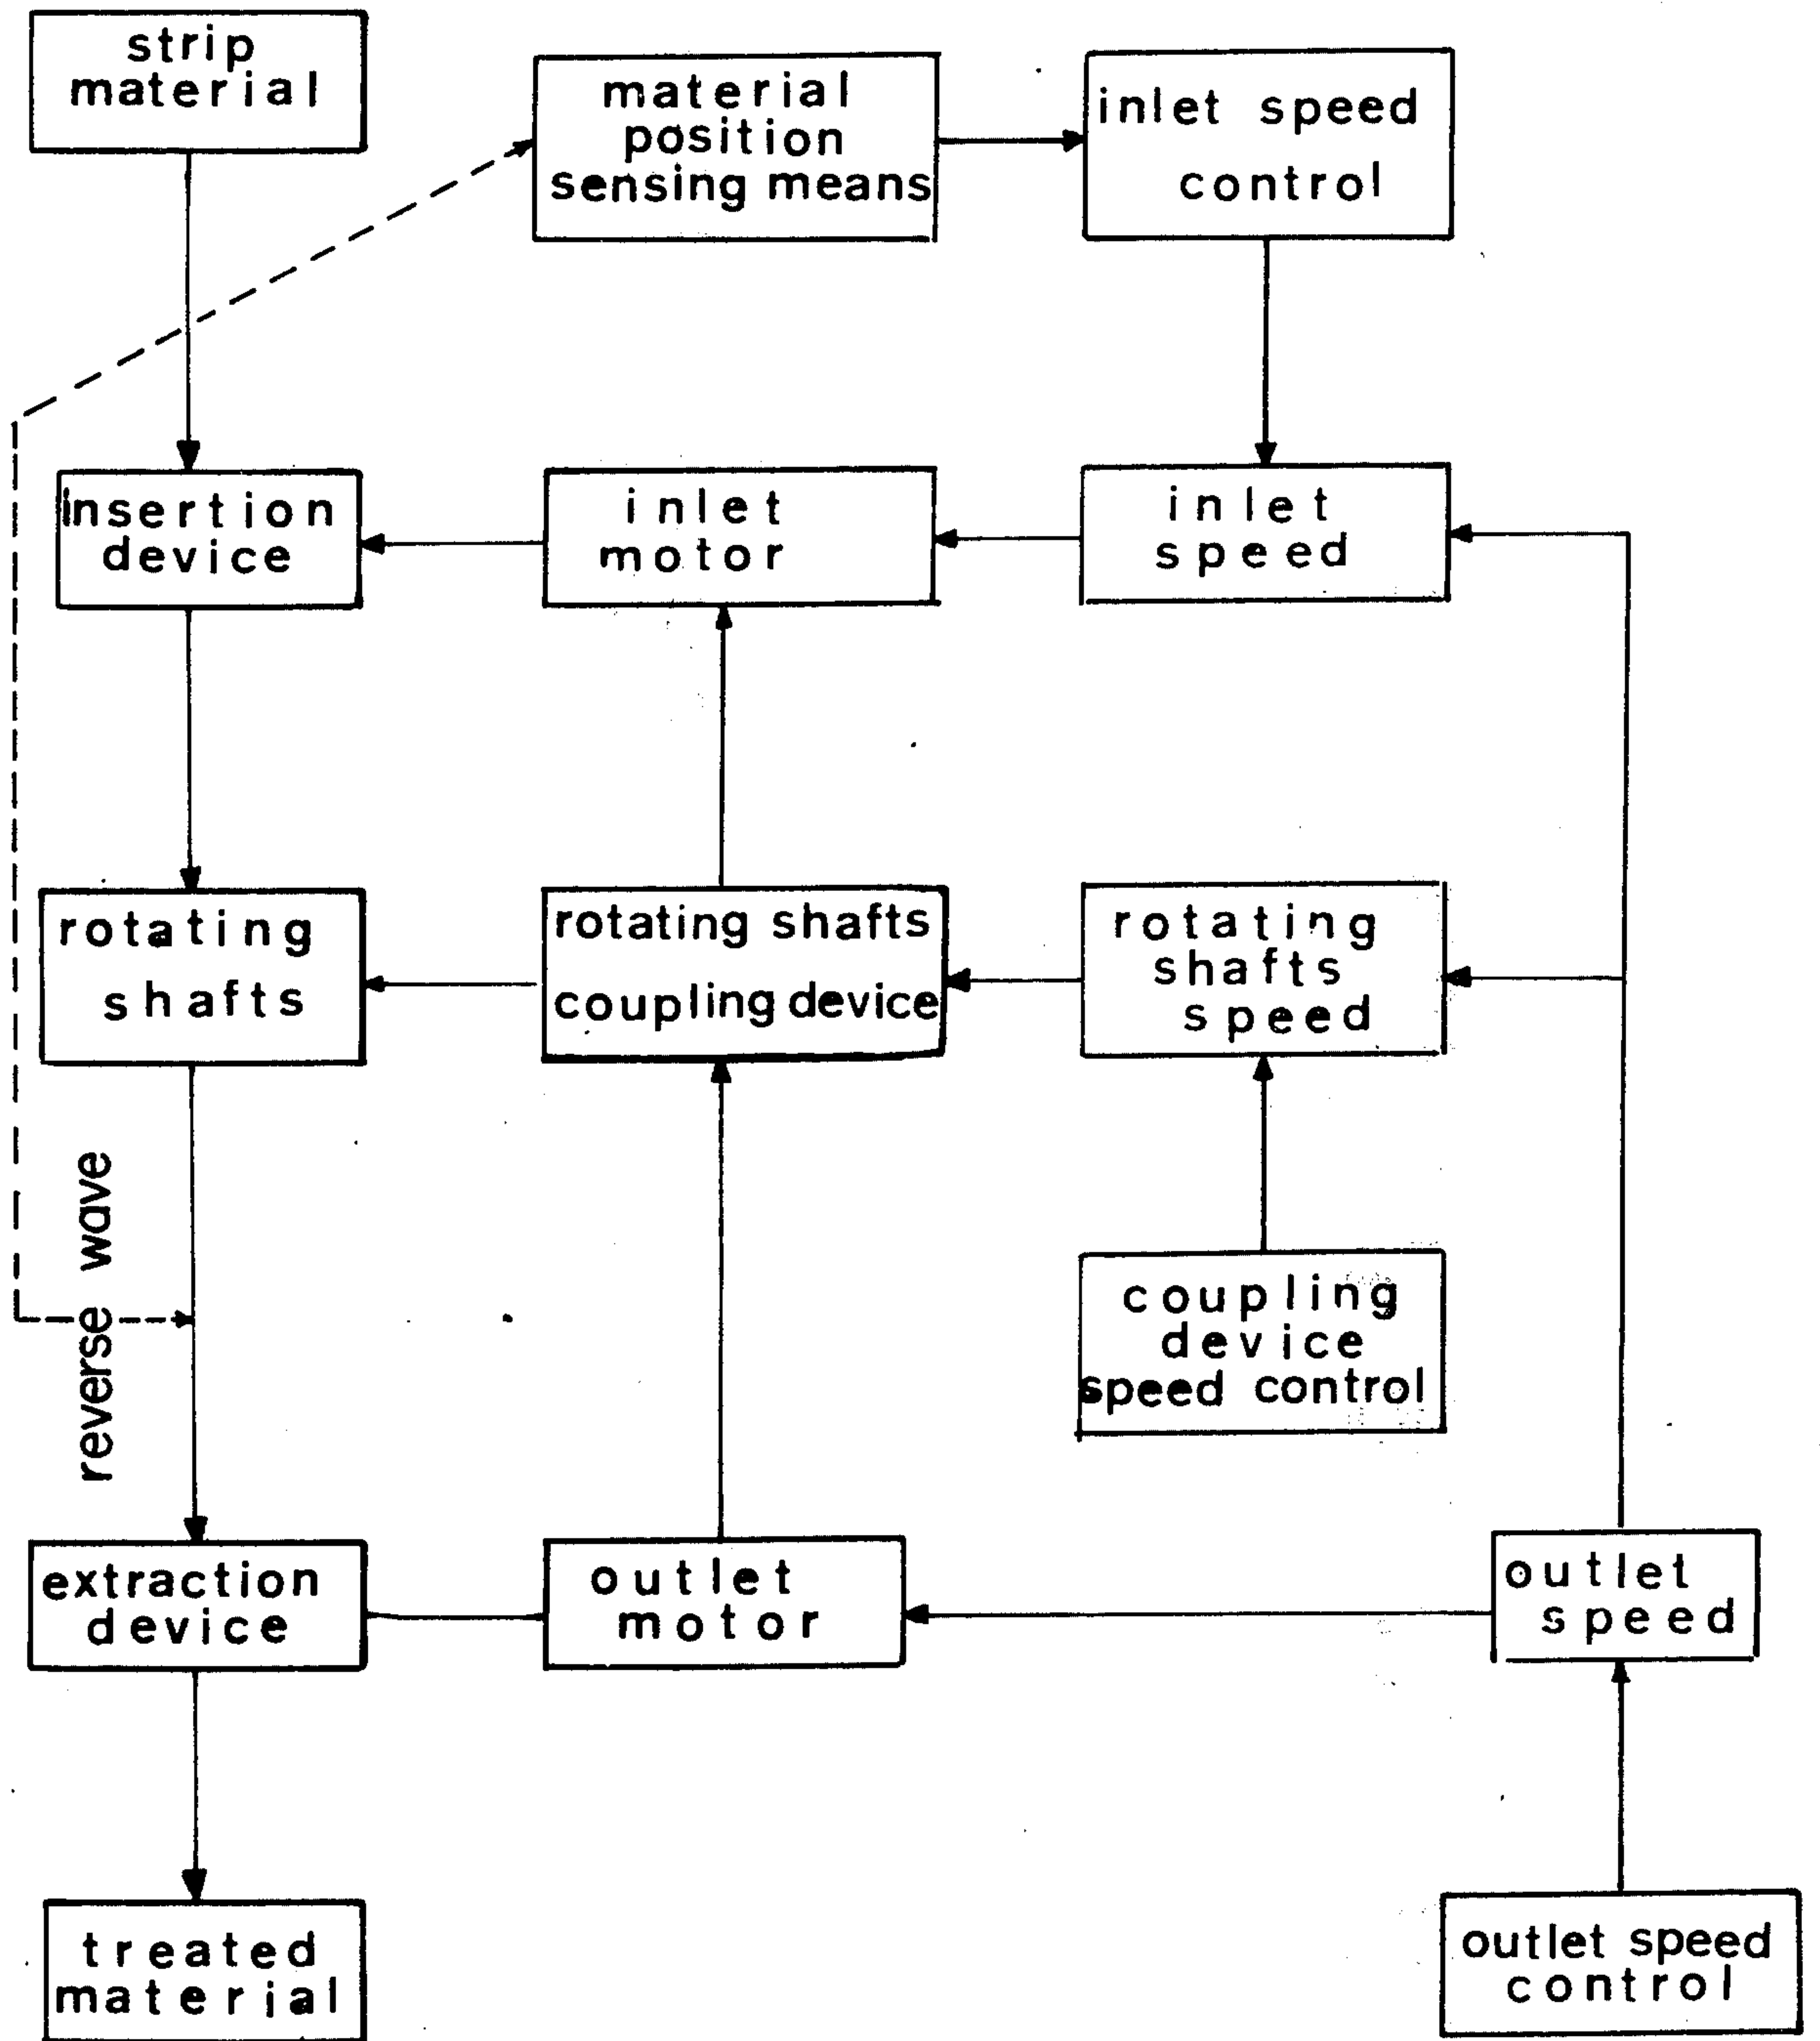 strip
material
material
position
sensing means
inlet speed
control
insertion
device
inlet
motor
inlet
speed
rotating
shafts
rotating shafts
coupling device
rotating
shafts
speed
reverse wave
coupling
device
speed control
extraction
device
outlet
motor
outlet
speed
treated
material
outlet speed
control